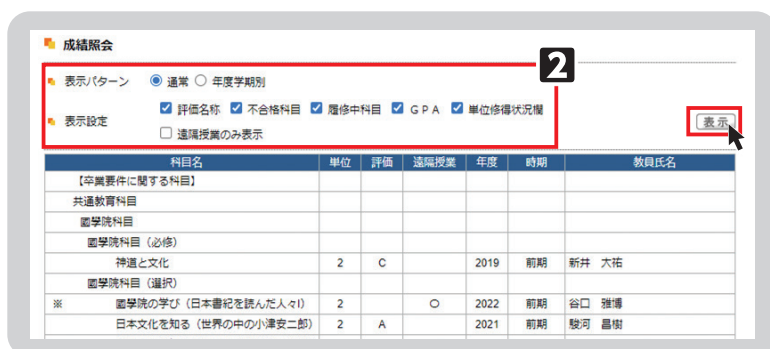 成績照会
2
表示パターン 通常 年度学期別
表示設定 評価名称 不合格科目 履修中科目 GPA 単位修得状況欄
遠隔授業のみ表示
表示
科目名 単位 評価 遠隔授業 年度 時期 教員氏名
【卒業要件に関する科目】
共通教育科目
國學院科目
國學院科目（必修）
神道と文化 2 C 2019 前期 新井 大祐
國學院科目（選択）
※ 國學院の学び（日本書紀を読んだ人々I） 2 ○ 2022 前期 谷口 雅博
日本文化を知る（世界の中の小津安二郎） 2 A 2021 前期 駿河 昌樹